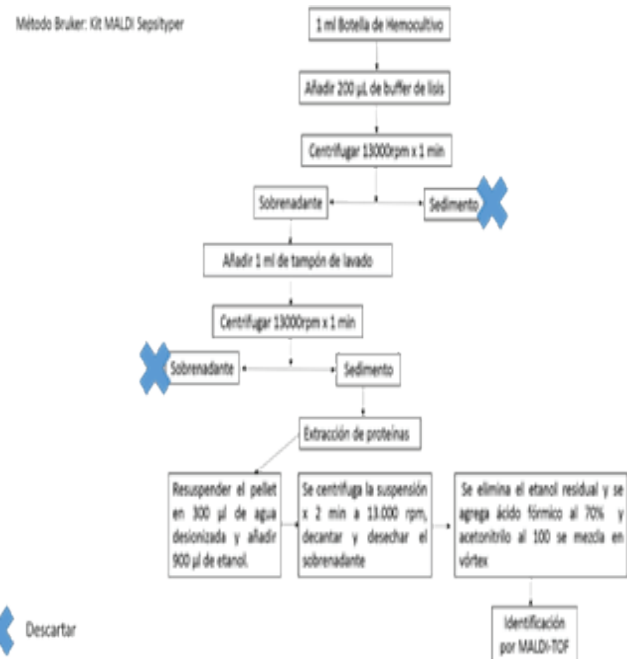 Método Bruker: Kit MALDI Sepsityper
1 ml Botella de Hemocultivo
Añadir 200 µL de buffer de lisis
Centrifugar 13000rpm x 1 min
Sobrenadante
Sedimento
Añadir 1 ml de tampón de lavado
Centrifugar 13000rpm x 1 min
Sobrenadante
Sedimento
Extracción de proteínas
Resuspender el pellet
en 300 µl de agua
desionizada y añadir
900 µl de etanol.
Se centrifuga la suspensión
x 2 min a 13.000 rpm,
decantar y desechar el
sobrenadante
Se elimina el etanol residual y se
agrega ácido fórmico al 70% y
acetonitrilo al 100 se mezcla en
vórtex
Descartar
Identificación
por MALDI-TOF